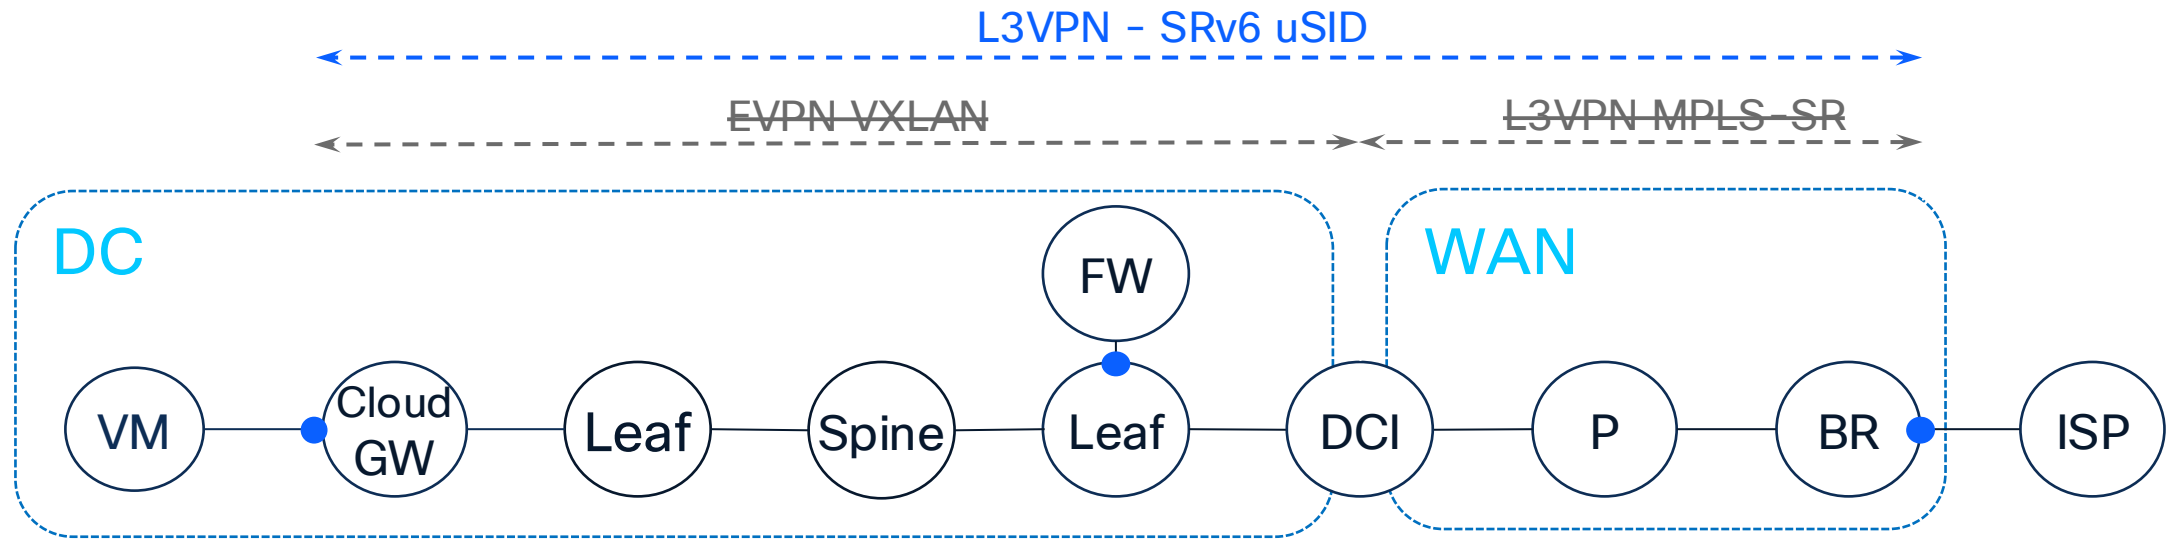 L3VPN - SRv6 uSID
EVPN VXLAN
L3VPN MPLS-SR
DC
WAN
FW
VM
Cloud
GW
Leaf
Spine
Leaf
DCI
P
BR
ISP